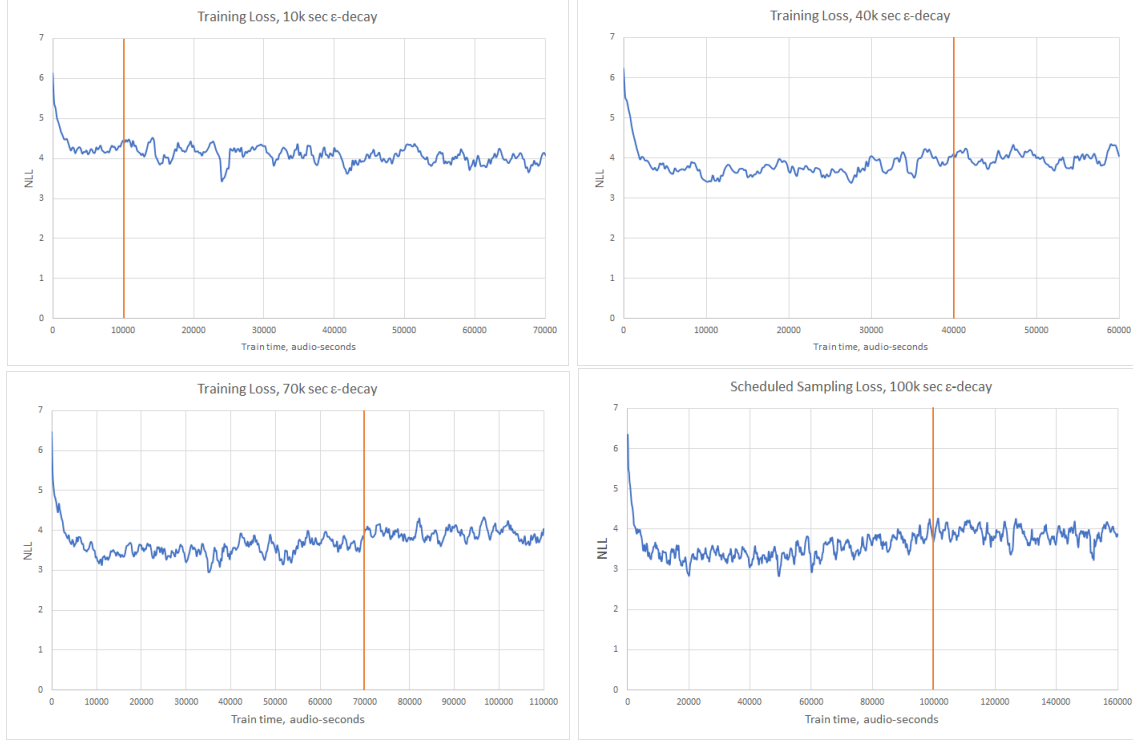 Training Loss, 10k sec ε-decay
7
6
5
4
3
2
1
0
NLL
0 10000 20000 30000 40000 50000 60000 70000
Train time, audio-seconds
Training Loss, 40k sec ε-decay
7
6
5
4
3
2
1
0
NLL
0 10000 20000 30000 40000 50000 60000
Train time, audio-seconds
Training Loss, 70k sec ε-decay
7
6
5
4
3
2
1
0
NLL
0 10000 20000 30000 40000 50000 60000 70000 80000 90000 100000 110000
Train time, audio-seconds
Scheduled Sampling Loss, 100k sec ε-decay
7
6
5
4
3
2
1
0
NLL
0 20000 40000 60000 80000 100000 120000 140000 160000
Train time, audio-seconds